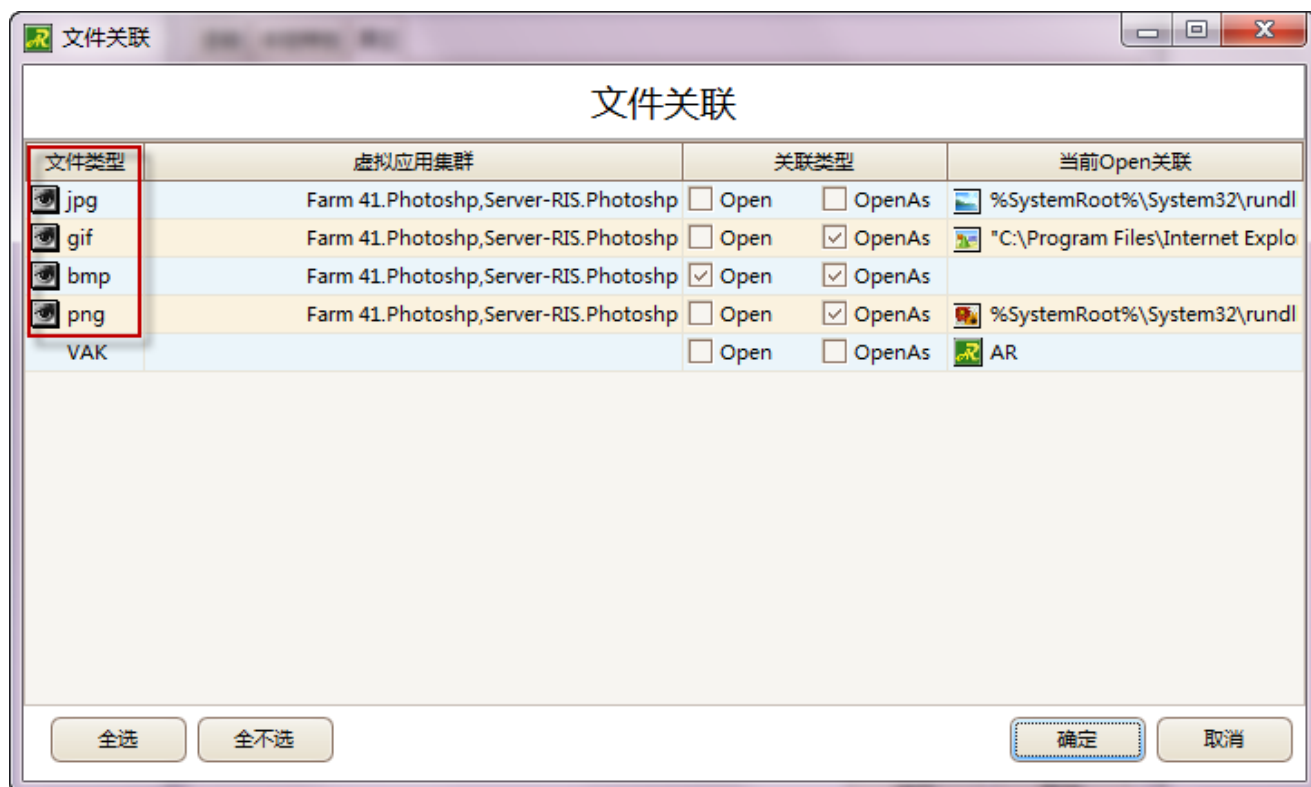 文件关联
文件关联
文件类型 虚拟应用集群 关联类型 当前Open关联
jpg Farm 41.Photoshp,Server-RIS.Photoshp Open OpenAs %SystemRoot%\System32\rundl
gif Farm 41.Photoshp,Server-RIS.Photoshp Open OpenAs "C:\Program Files\Internet Explo
bmp Farm 41.Photoshp,Server-RIS.Photoshp Open OpenAs
png Farm 41.Photoshp,Server-RIS.Photoshp Open OpenAs %SystemRoot%\System32\rundl
VAK Open OpenAs AR
全选 全不选 确定 取消